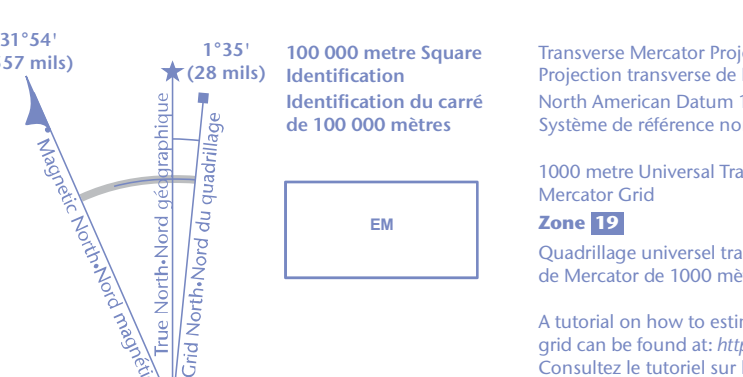 31°54'
57 mils)
1°35'
(28 mils)
Magnetic North•Nord magnéti
True North•Nord géographique
Grid North•Nord du quadrillage
100 000 metre Square
Identification
Identification du carré
de 100 000 mètres
EM
Transverse Mercator Proj
Projection transverse de
North American Datum 1
Système de référence no
1000 metre Universal Tra
Mercator Grid
Zone 19
Quadrillage universel tra
de Mercator de 1000 mè
A tutorial on how to estin
grid can be found at: http
Consultez le tutoriel sur